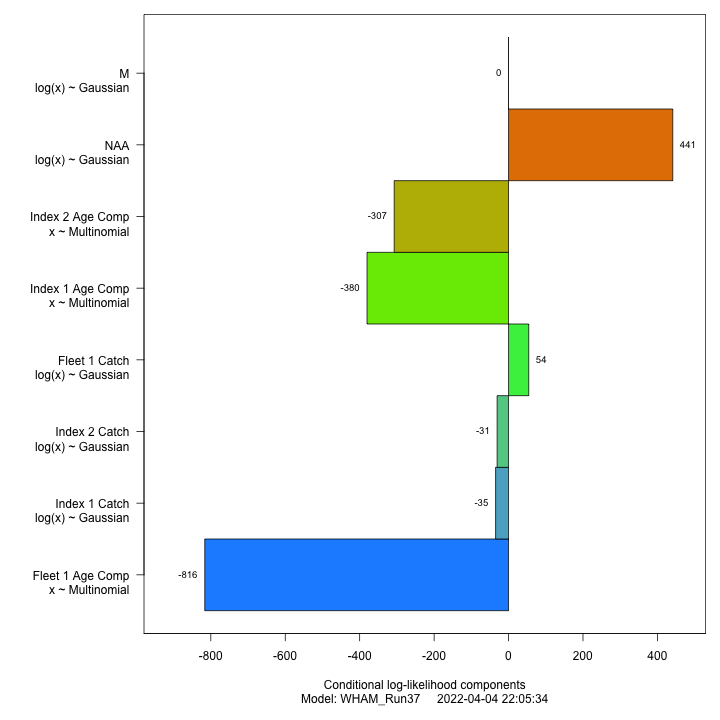 M
log(x) ~ Gaussian
0
NAA
log(x) ~ Gaussian
441
Index 2 Age Comp
x ~ Multinomial
-307
Index 1 Age Comp
x ~ Multinomial
-380
Fleet 1 Catch
log(x) ~ Gaussian
54
Index 2 Catch
log(x) ~ Gaussian
-31
Index 1 Catch
log(x) ~ Gaussian
-35
Fleet 1 Age Comp
x ~ Multinomial
-816
-800 -600 -400 -200 0 200 400
Conditional log-likelihood components
Model: WHAM_Run37 2022-04-04 22:05:34